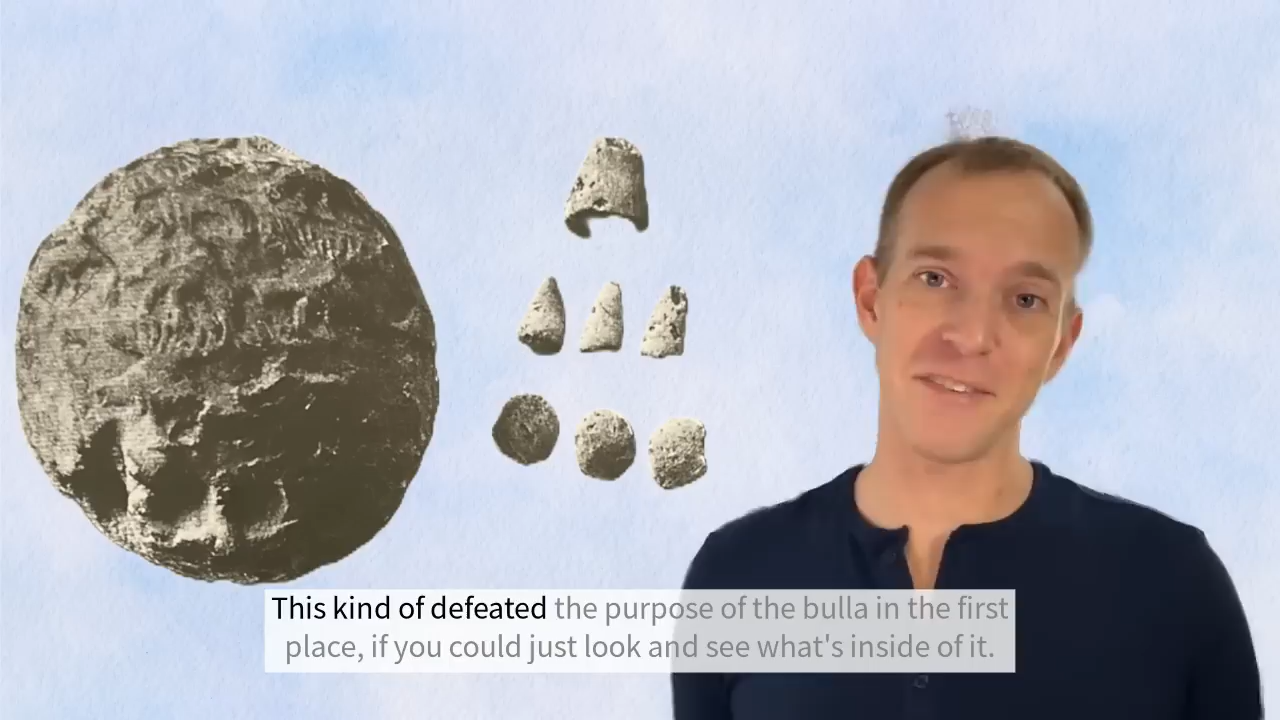 This kind of defeated the purpose of the bulla in the first
place, if you could just look and see what's inside of it.